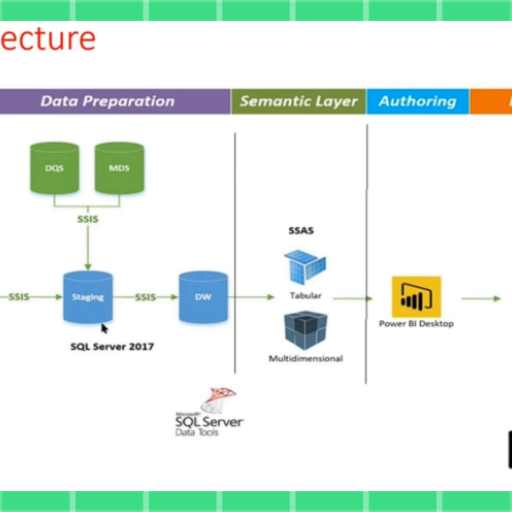 ecture
Data Preparation
Semantic Layer
Authoring
DQS
MDS
SSIS
SSAS
Tabular
SSIS
Staging
SSIS
DW
Power BI Desktop
SQL Server 2017
Multidimensional
Microsoft
SQL Server
Data Tools